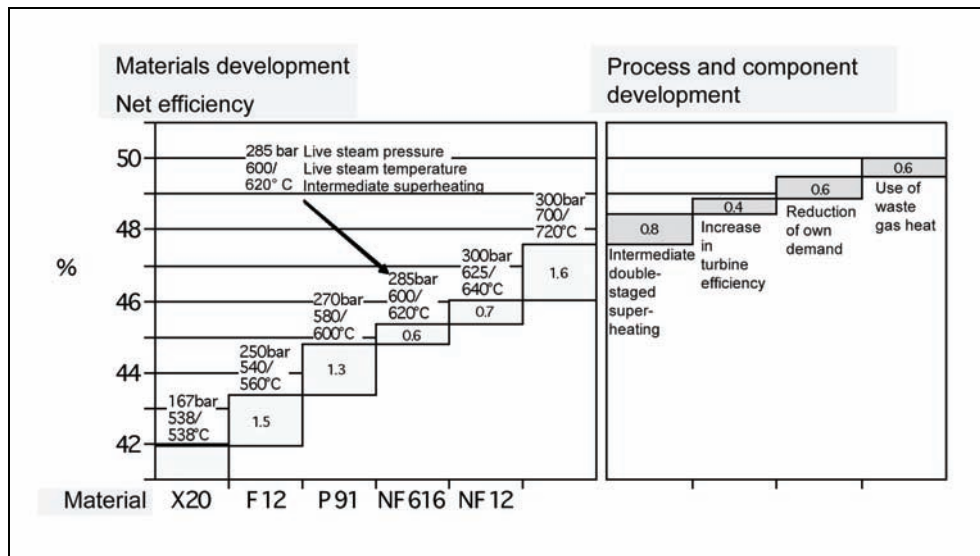 Materials development
Net efficiency
Process and component
development
50
48
%
46
44
42
285 bar Live steam pressure
600/ Live steam temperature
620° C Intermediate superheating
167bar
538/
538°C
250bar
540/
560°C
1.5
270bar
580/
600°C
1.3
285bar
600/
620°C
0.6
300bar
625/
640°C
0.7
300bar
700/
720°C
1.6
0.8
Intermediate
double-
staged
super-
heating
0.4
Increase
in
turbine
efficiency
0.6
Reduction
of own
demand
0.6
Use of
waste
gas heat
Material X20 F12 P91 NF616 NF12